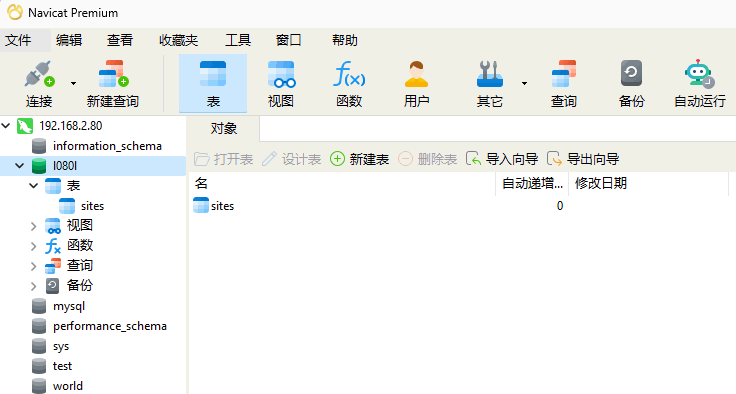 Navicat Premium
文件 编辑 查看 收藏夹 工具 窗口 帮助
连接 新建查询 表 视图 函数 用户 其它 查询 备份 自动运行
192.168.2.80
information_schema
l080l
表
sites
视图
函数
查询
备份
mysql
performance_schema
sys
test
world
对象
打开表 设计表 新建表 删除表 导入向导 导出向导
名 自动递增... 修改日期
sites 0